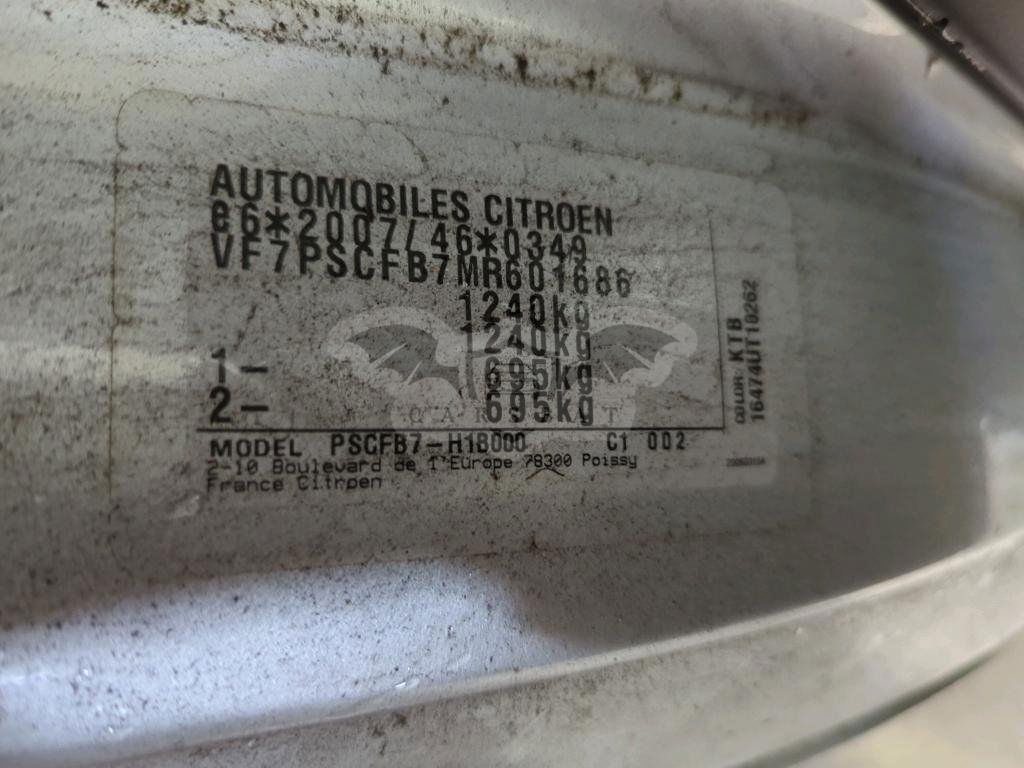 AUTOMOBILES CITROEN
e6*2007/46*0349
VF7PSCFB7MR601686
1240kg
1240kg
1- 695kg
2- 695kg
MODEL PSCFB7-H1B000 C1 002
2-10 Boulevard de l'Europe 78300 Poissy
France Citroen
COLOR: KTB
16474UT10262